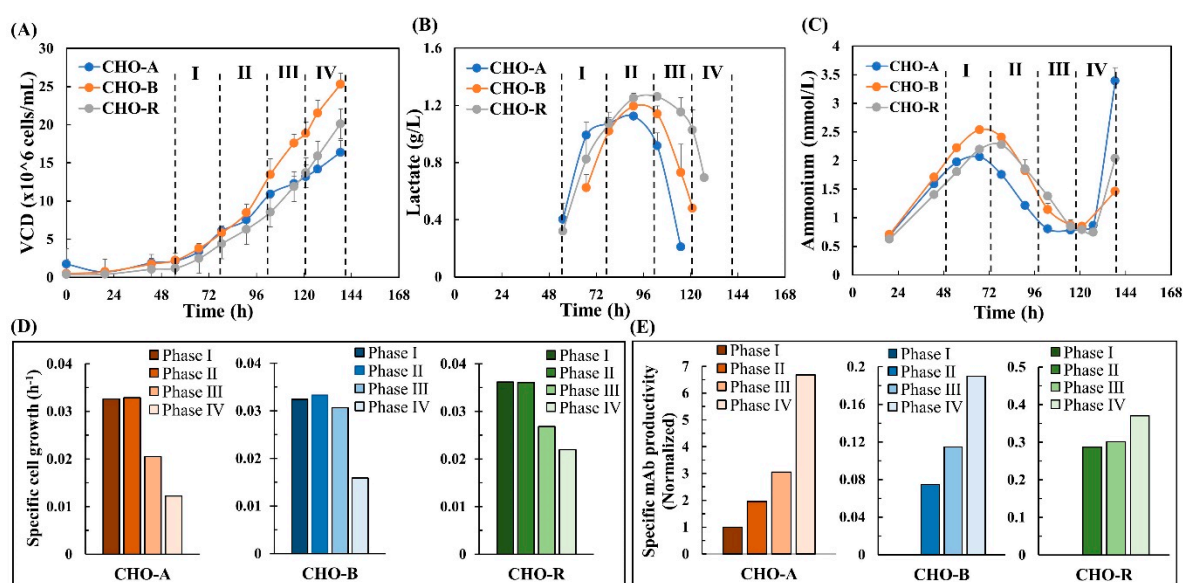 (A)
VCD (x10^6 cells/mL)
30
25
20
15
10
5
0
I II III IV
CHO-A
CHO-B
CHO-R
0 24 48 72 96 120 144 168
Time (h)
(B)
Lactate (g/L)
1.6
1.2
0.8
0.4
0
I II III IV
CHO-A
CHO-B
CHO-R
0 24 48 72 96 120 144 168
Time (h)
(C)
Ammonium (mmol/L)
4
3.5
3
2.5
2
1.5
1
0.5
0
I II III IV
CHO-A
CHO-B
CHO-R
0 24 48 72 96 120 144 168
Time (h)
(D)
Specific cell growth (h⁻¹)
0.04
0.03
0.02
0.01
0
Phase I
Phase II
Phase III
Phase IV
CHO-A
0.04
0.03
0.02
0.01
0
Phase I
Phase II
Phase III
Phase IV
CHO-B
0.04
0.03
0.02
0.01
0
Phase I
Phase II
Phase III
Phase IV
CHO-R
(E)
Specific mAb productivity
(Normalized)
7
6
5
4
3
2
1
0
Phase I
Phase II
Phase III
Phase IV
CHO-A
0.2
0.16
0.12
0.08
0.04
0
Phase I
Phase II
Phase III
Phase IV
CHO-B
0.5
0.4
0.3
0.2
0.1
0
Phase I
Phase II
Phase III
Phase IV
CHO-R